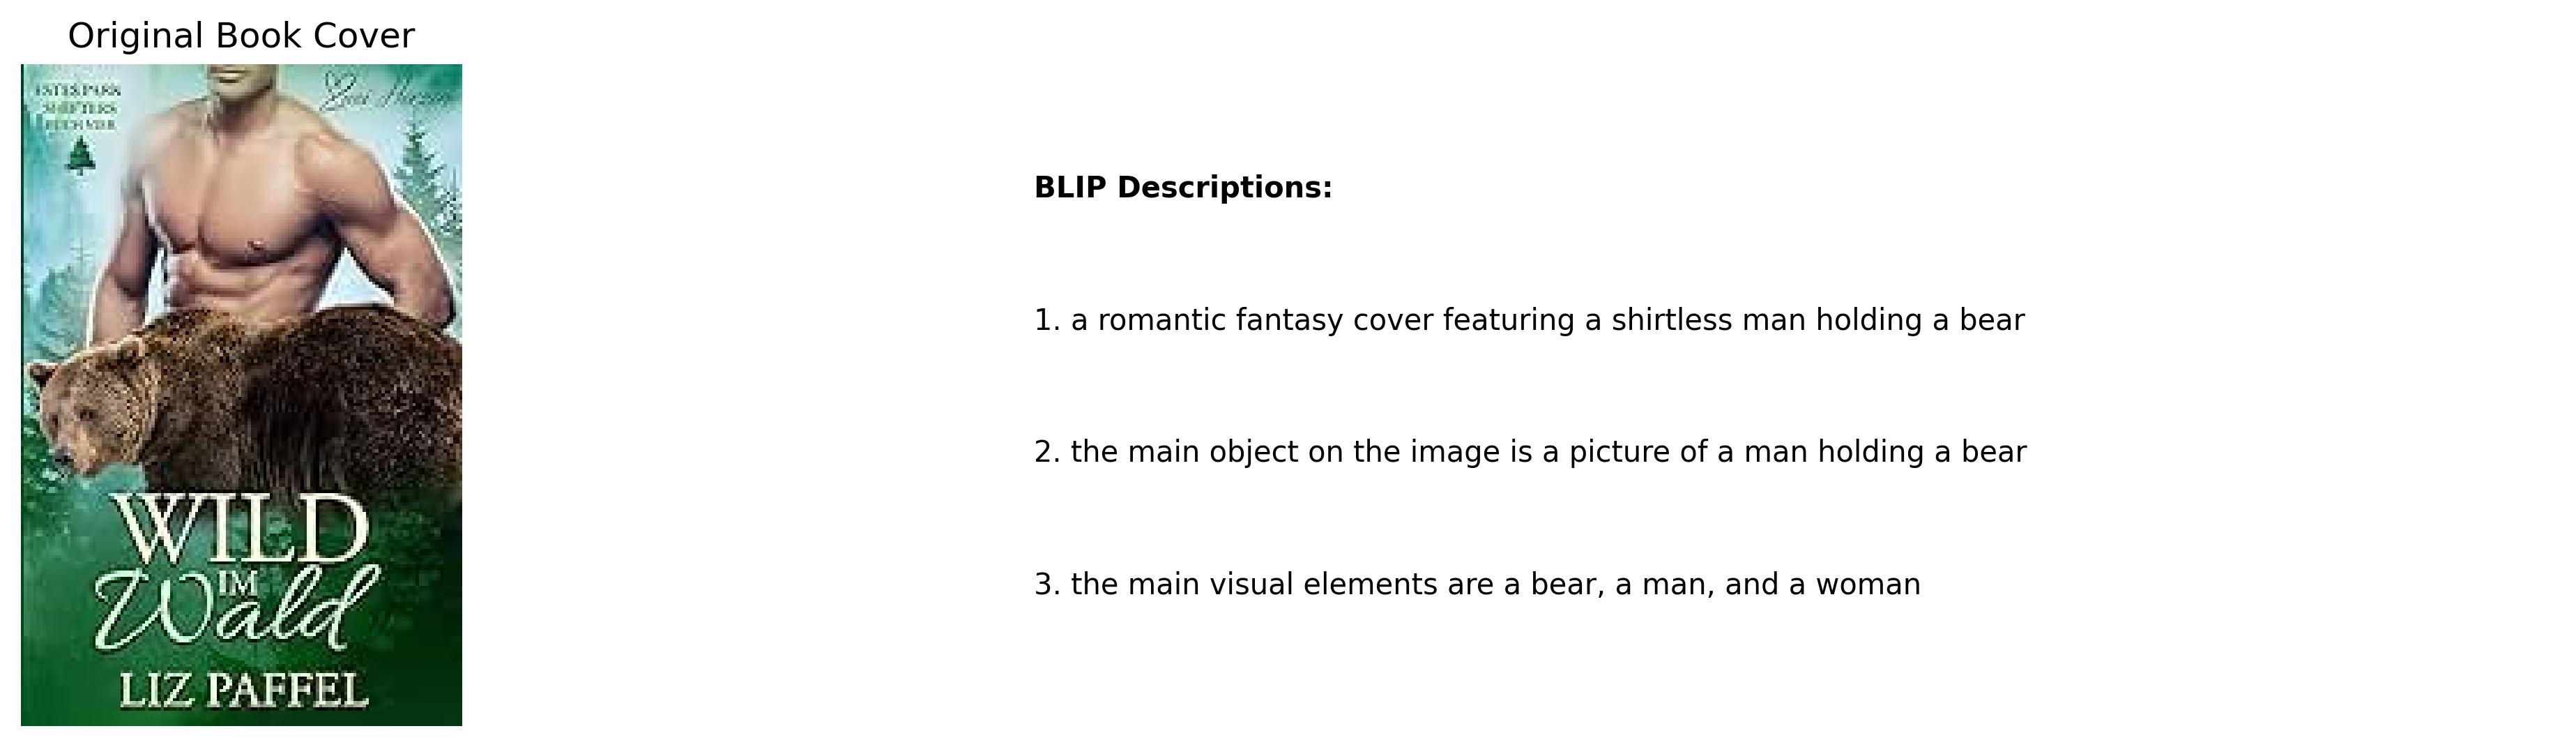 Original Book Cover
ESTES PARK
SHIFTERS
WILD
IM
Wald
LIZ PAFFEL
BLIP Descriptions:
1. a romantic fantasy cover featuring a shirtless man holding a bear
2. the main object on the image is a picture of a man holding a bear
3. the main visual elements are a bear, a man, and a woman